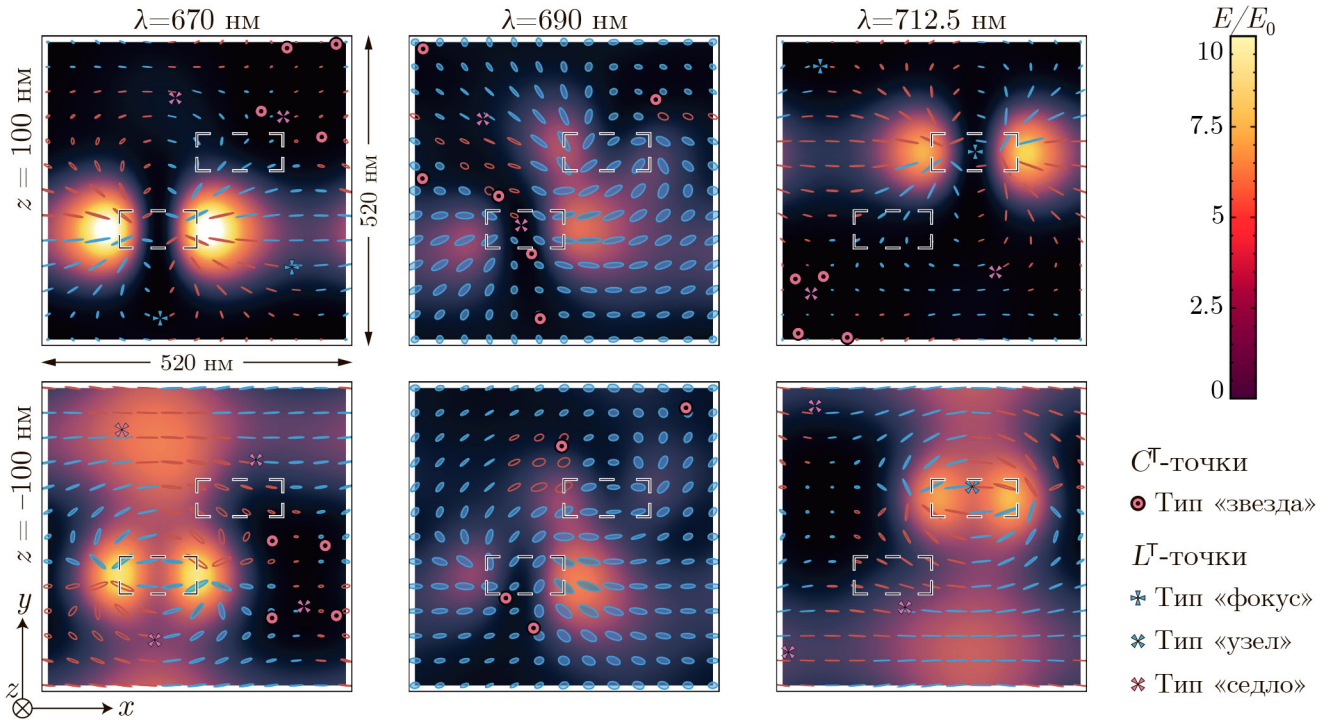 λ=670 нм
λ=690 нм
λ=712.5 нм
E/E₀
z = 100 нм
520 нм
520 нм
10
7.5
5
2.5
0
z = −100 нм
y
z
x
Cᵀ-точки
Тип «звезда»
Lᵀ-точки
Тип «фокус»
Тип «узел»
Тип «седло»